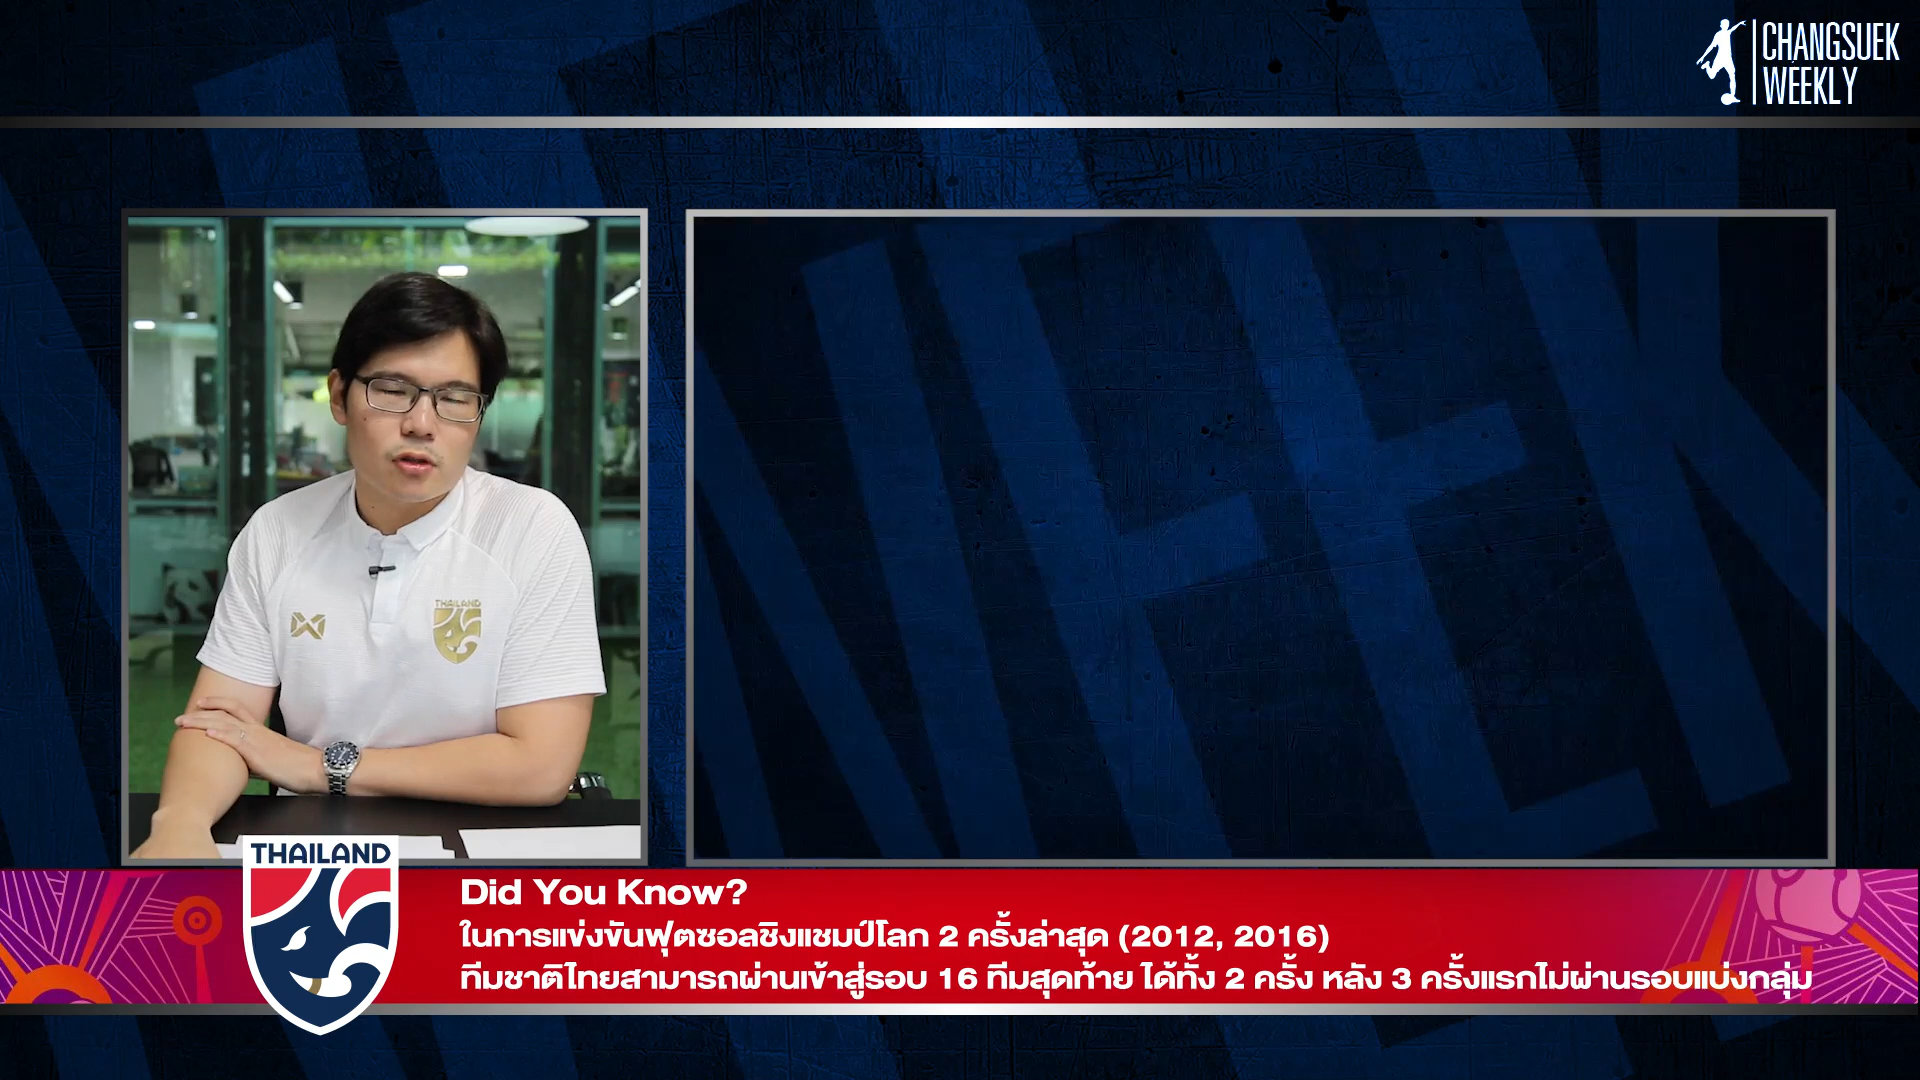 CHANGSUEK
WEEKLY
THAILAND
THAILAND
Did You Know?
ในการแข่งขันฟุตซอลชิงแชมป์โลก 2 ครั้งล่าสุด (2012, 2016)
ทีมชาติไทยสามารถผ่านเข้าสู่รอบ 16 ทีมสุดท้าย ได้ทั้ง 2 ครั้ง หลัง 3 ครั้งแรกไม่ผ่านรอบแบ่งกลุ่ม